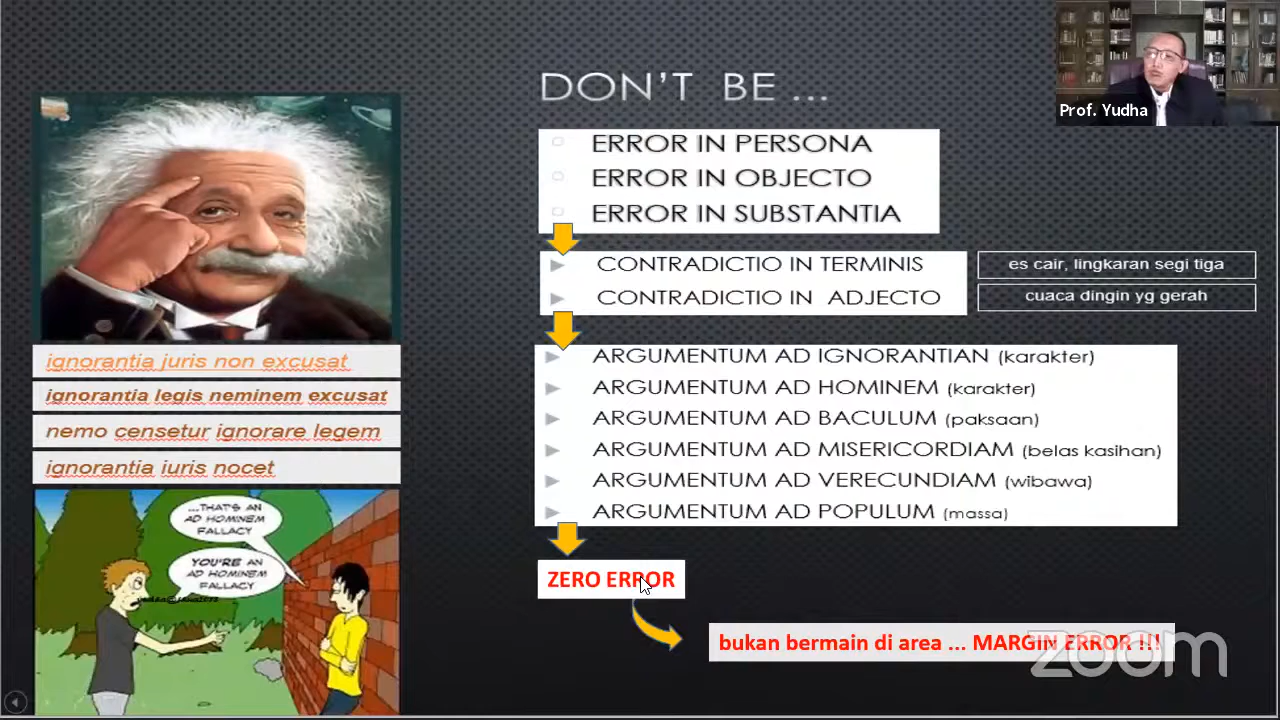 Prof. Yudha
DON'T BE ...
ERROR IN PERSONA
ERROR IN OBJECTO
ERROR IN SUBSTANTIA
CONTRADICTIO IN TERMINIS
es cair, lingkaran segi tiga
CONTRADICTIO IN ADJECTO
cuaca dingin yg gerah
ARGUMENTUM AD IGNORANTIAN (karakter)
ARGUMENTUM AD HOMINEM (karakter)
ARGUMENTUM AD BACULUM (paksaan)
ARGUMENTUM AD MISERICORDIAM (belas kasihan)
ARGUMENTUM AD VERECUNDIAM (wibawa)
ARGUMENTUM AD POPULUM (massa)
ZERO ERROR
bukan bermain di area ... MARGIN ERROR !!!
zoom
ignorantia juris non excusat
ignorantia legis neminem excusat
nemo censetur ignorare legem
ignorantia iuris nocet
...THAT'S AN
AD HOMINEM
FALLACY
YOU'RE AN
AD HOMINEM
FALLACY